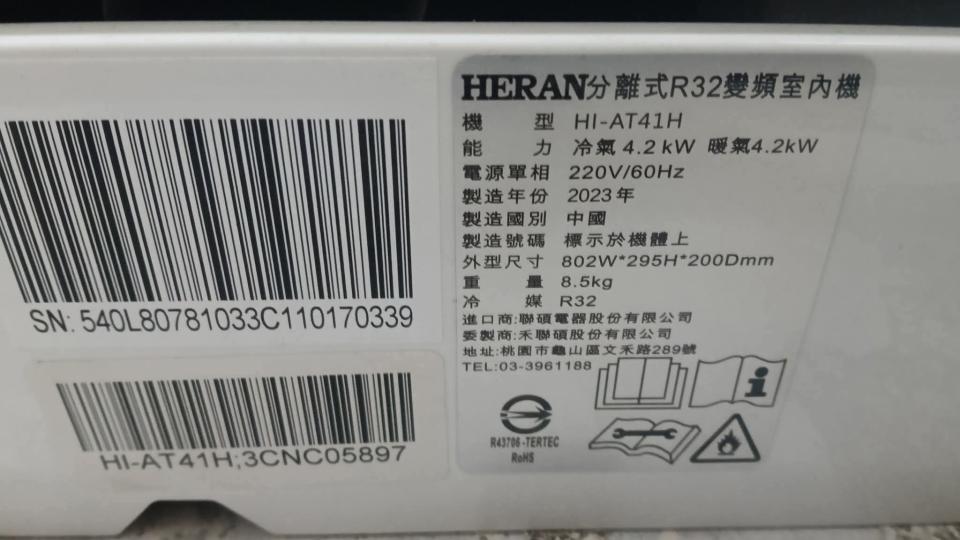 SN: 540L80781033C110170339
HI-AT41H;3CNC05897
HERAN分離式R32變頻室內機
機 型 HI-AT41H
能 力 冷氣 4.2 kW 暖氣4.2kW
電源單相 220V/60Hz
製造年份 2023年
製造國別 中國
製造號碼 標示於機體上
外型尺寸 802W*295H*200Dmm
重 量 8.5kg
冷 媒 R32
進口商:聯碩電器股份有限公司
委製商:禾聯碩股份有限公司
地址:桃園市龜山區文禾路289號
TEL:03-3961188
R43706-TERTEC
RoHS